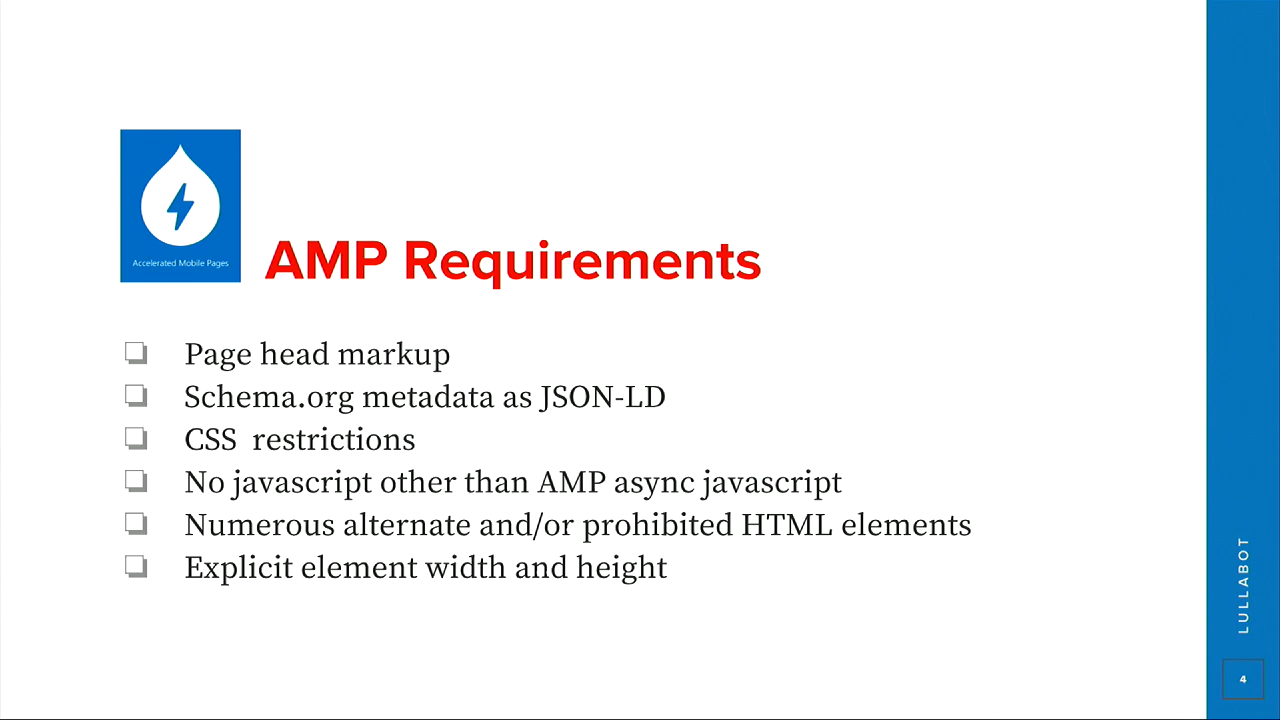 Accelerated Mobile Pages
AMP Requirements
Page head markup
Schema.org metadata as JSON-LD
CSS  restrictions
No javascript other than AMP async javascript
Numerous alternate and/or prohibited HTML elements
Explicit element width and height
LULLABOT
4